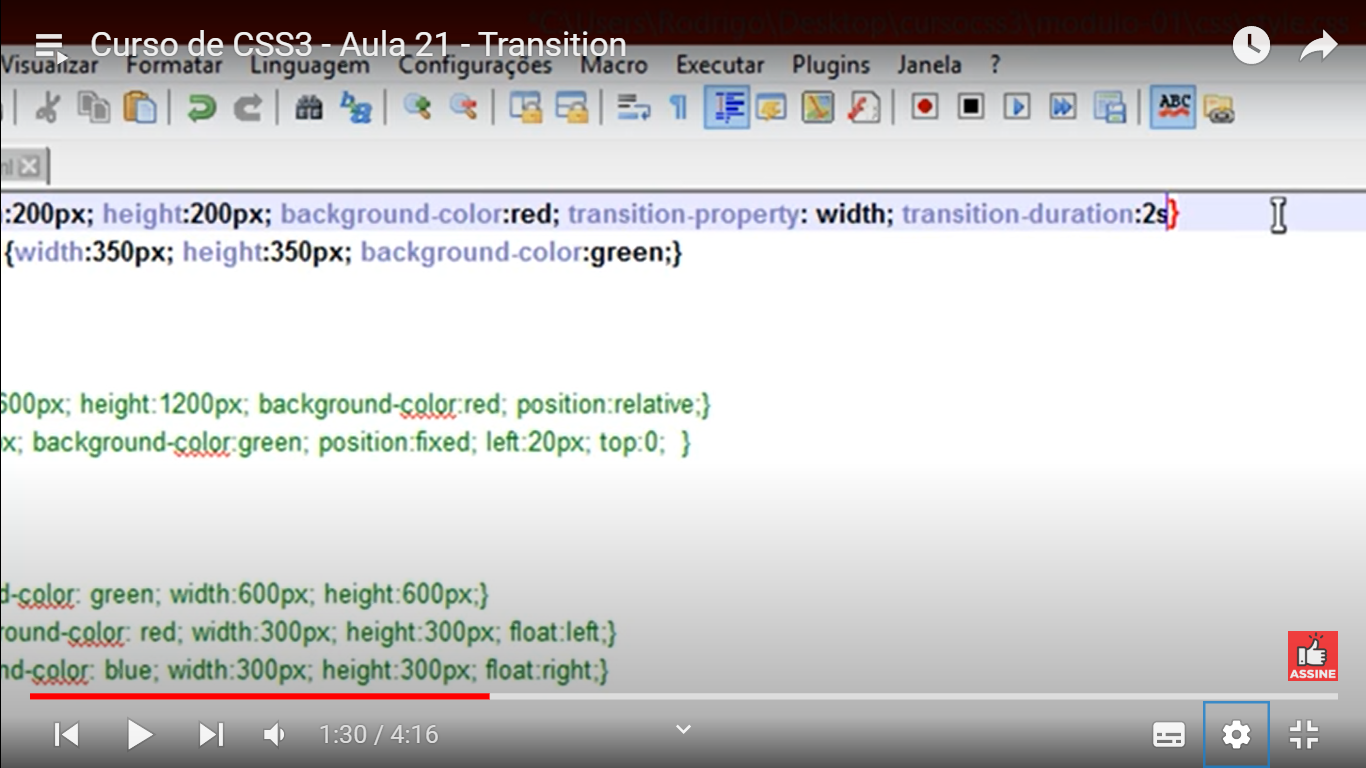 *C:\Users\Rodrigo\Desktop\cursocss3\modulo-01\css\style.css
Curso de CSS3 - Aula 21 - Transition
Visualizar Formatar Linguagem Configurações Macro Executar Plugins Janela ?
ABC
:200px; height:200px; background-color:red; transition-property: width; transition-duration:2s}
{width:350px; height:350px; background-color:green;}
600px; height:1200px; background-color:red; position:relative;}
x; background-color:green; position:fixed; left:20px; top:0; }
d-color: green; width:600px; height:600px;}
round-color: red; width:300px; height:300px; float:left;}
nd-color: blue; width:300px; height:300px; float:right;}
ASSINE
1:30 / 4:16